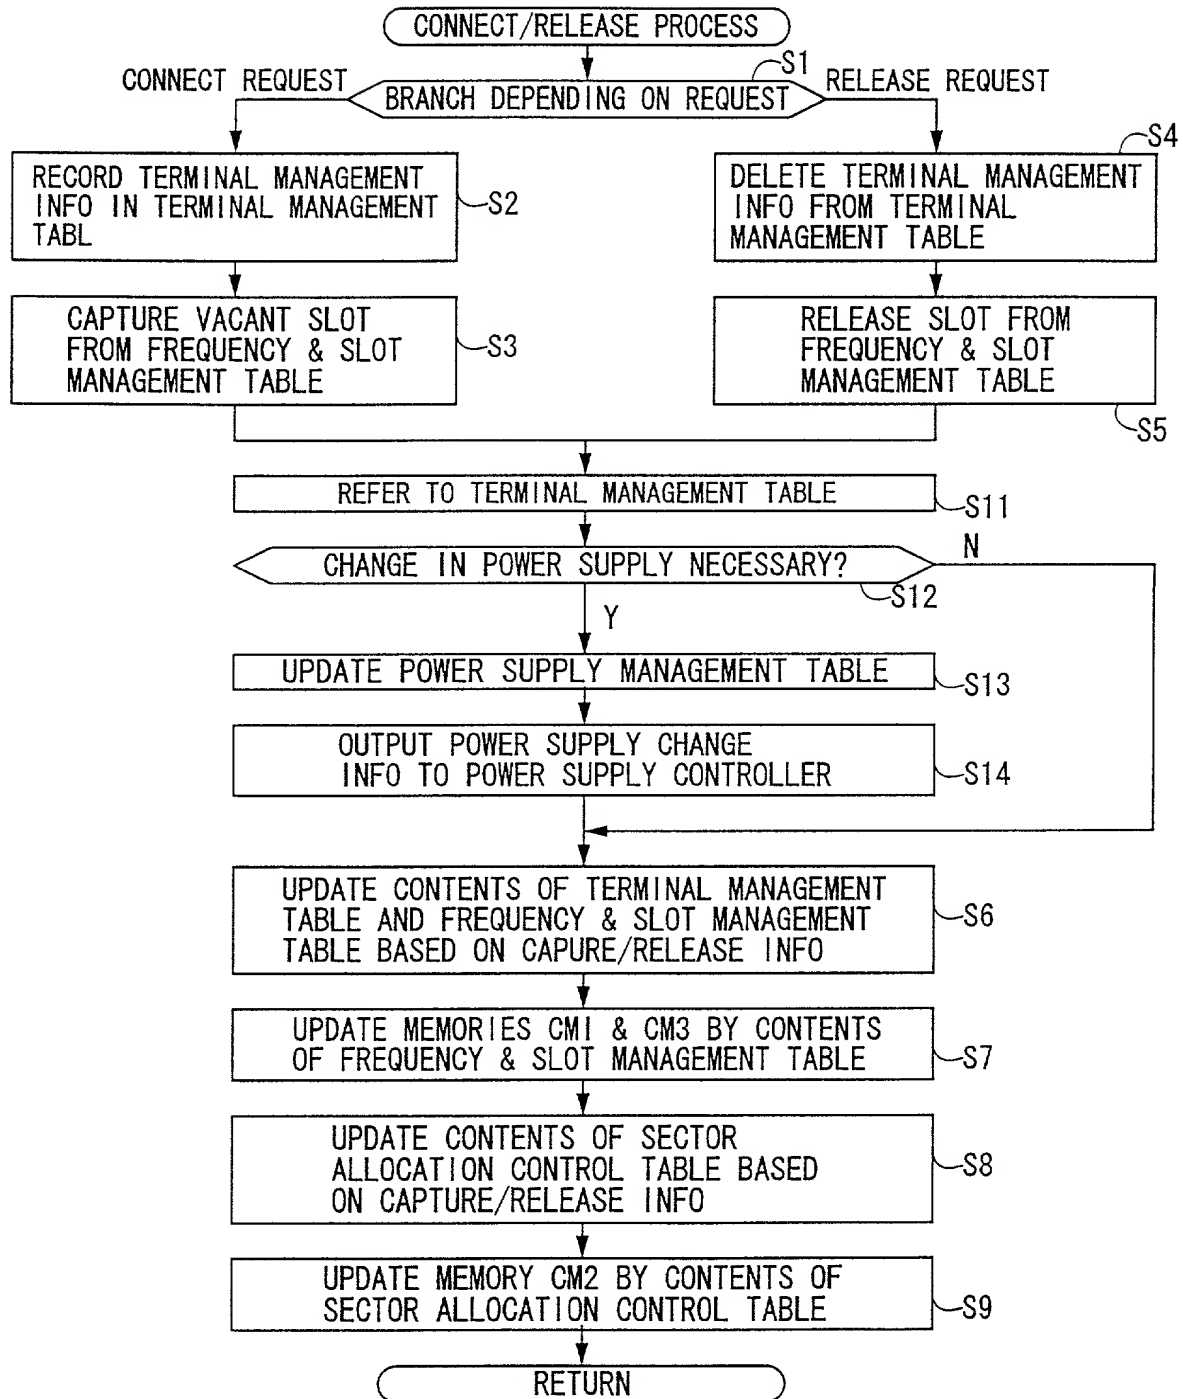 CONNECT/RELEASE PROCESS
S1
CONNECT REQUEST
BRANCH DEPENDING ON REQUEST
RELEASE REQUEST
RECORD TERMINAL MANAGEMENT
INFO IN TERMINAL MANAGEMENT
TABL
S2
S4
DELETE TERMINAL MANAGEMENT
INFO FROM TERMINAL
MANAGEMENT TABLE
CAPTURE VACANT SLOT
FROM FREQUENCY & SLOT
MANAGEMENT TABLE
S3
RELEASE SLOT FROM
FREQUENCY & SLOT
MANAGEMENT TABLE
S5
REFER TO TERMINAL MANAGEMENT TABLE
S11
CHANGE IN POWER SUPPLY NECESSARY?
N
S12
Y
UPDATE POWER SUPPLY MANAGEMENT TABLE
S13
OUTPUT POWER SUPPLY CHANGE
INFO TO POWER SUPPLY CONTROLLER
S14
UPDATE CONTENTS OF TERMINAL MANAGEMENT
TABLE AND FREQUENCY & SLOT MANAGEMENT
TABLE BASED ON CAPURE/RELEASE INFO
S6
UPDATE MEMORIES CM1 & CM3 BY CONTENTS
OF FREQUENCY & SLOT MANAGEMENT TABLE
S7
UPDATE CONTENTS OF SECTOR
ALLOCATION CONTROL TABLE BASED
ON CAPTURE/RELEASE INFO
S8
UPDATE MEMORY CM2 BY CONTENTS OF
SECTOR ALLOCATION CONTROL TABLE
S9
RETURN